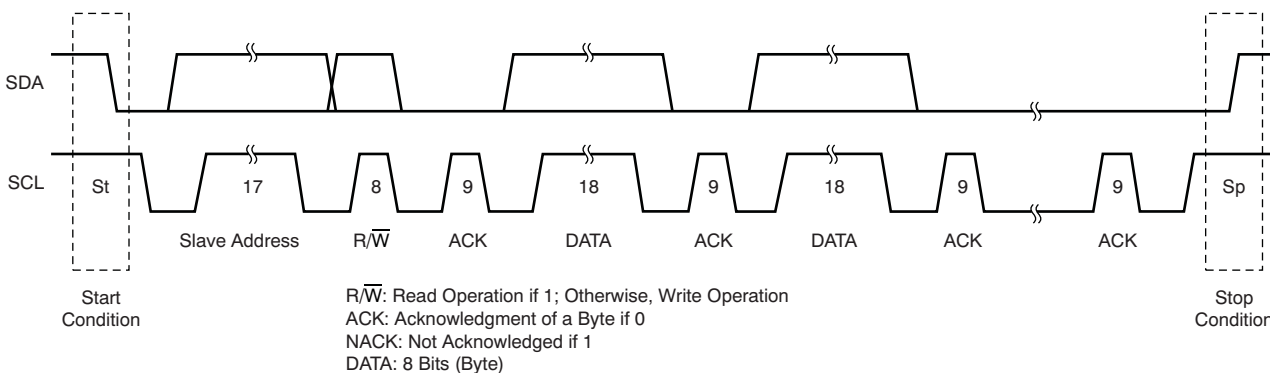 SDA
SCL
St 17 8 9 18 9 18 9 9 Sp
Slave Address R/W̅ ACK DATA ACK DATA ACK ACK
Start
Condition
Stop
Condition
R/W̅: Read Operation if 1; Otherwise, Write Operation
ACK: Acknowledgment of a Byte if 0
NACK: Not Acknowledged if 1
DATA: 8 Bits (Byte)